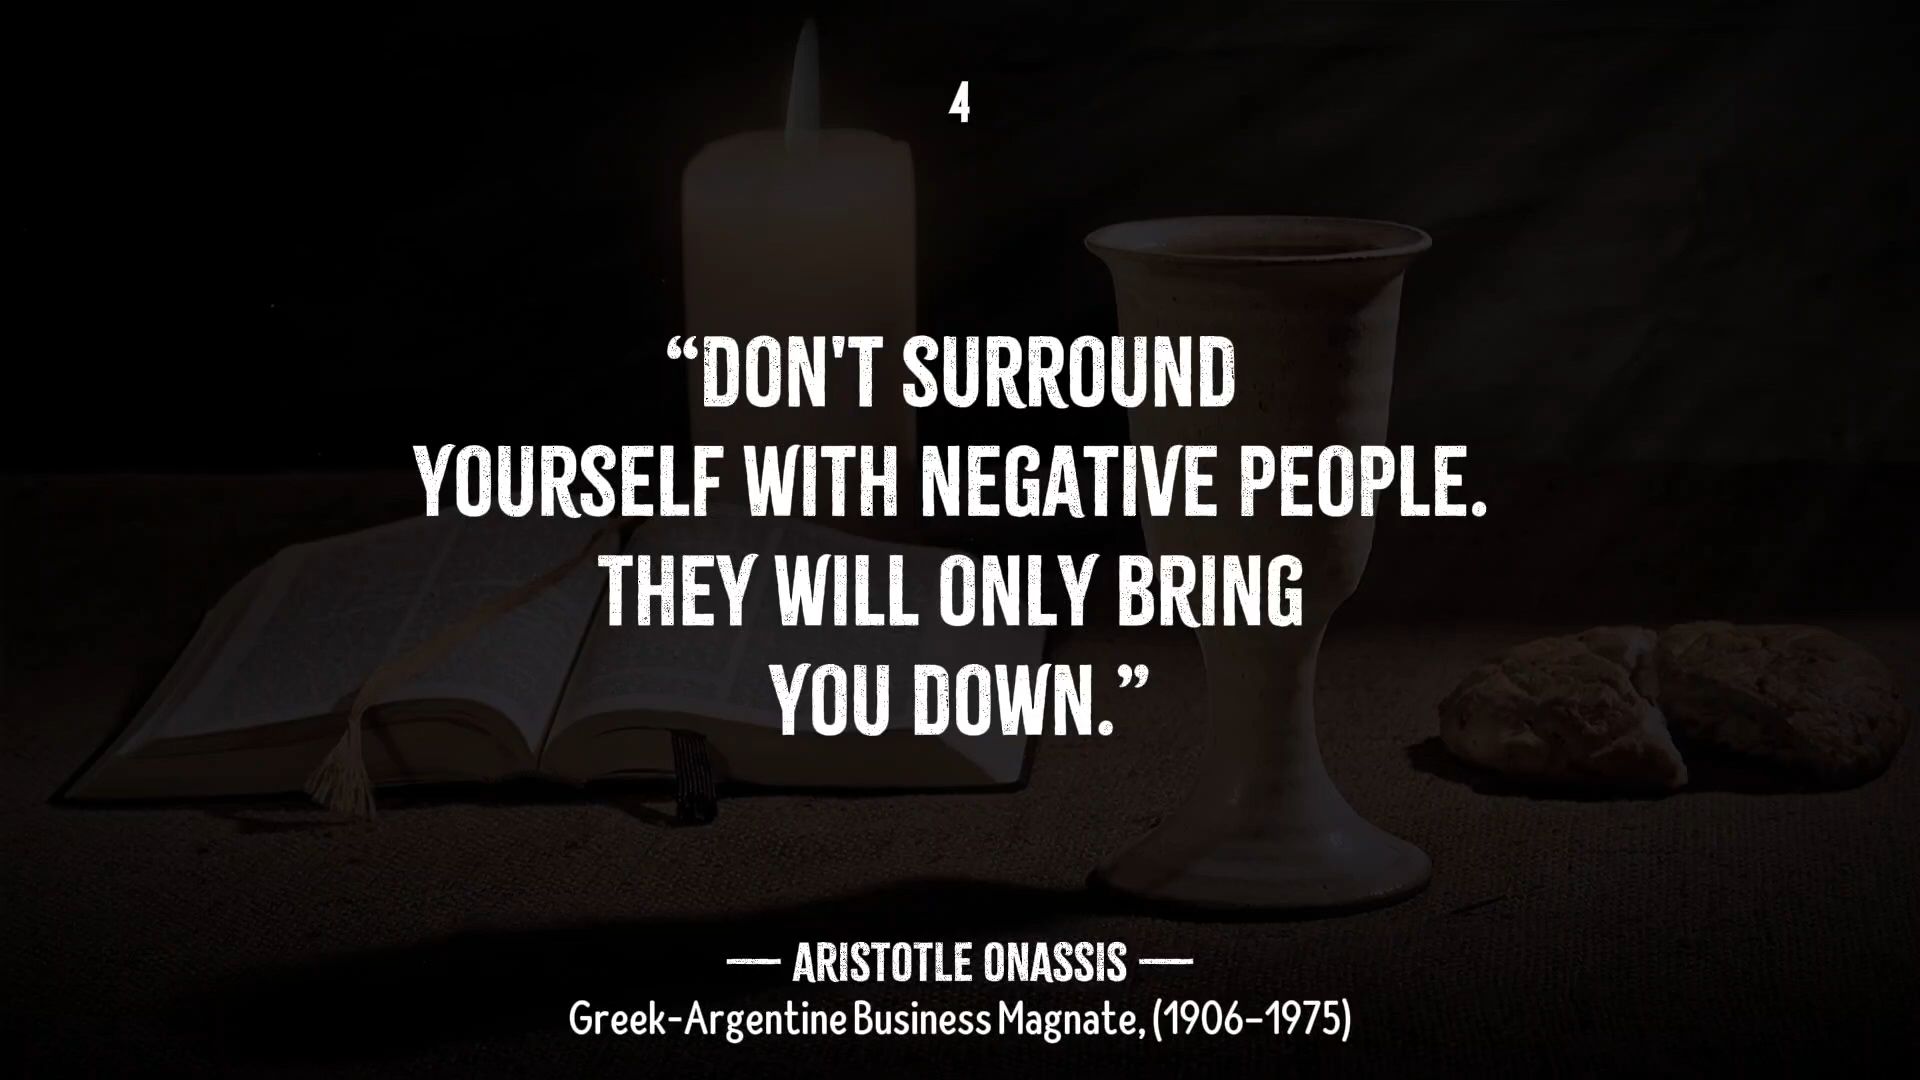 4
“DON'T SURROUND
YOURSELF WITH NEGATIVE PEOPLE.
THEY WILL ONLY BRING
YOU DOWN.”
— ARISTOTLE ONASSIS —
Greek-Argentine Business Magnate, (1906-1975)